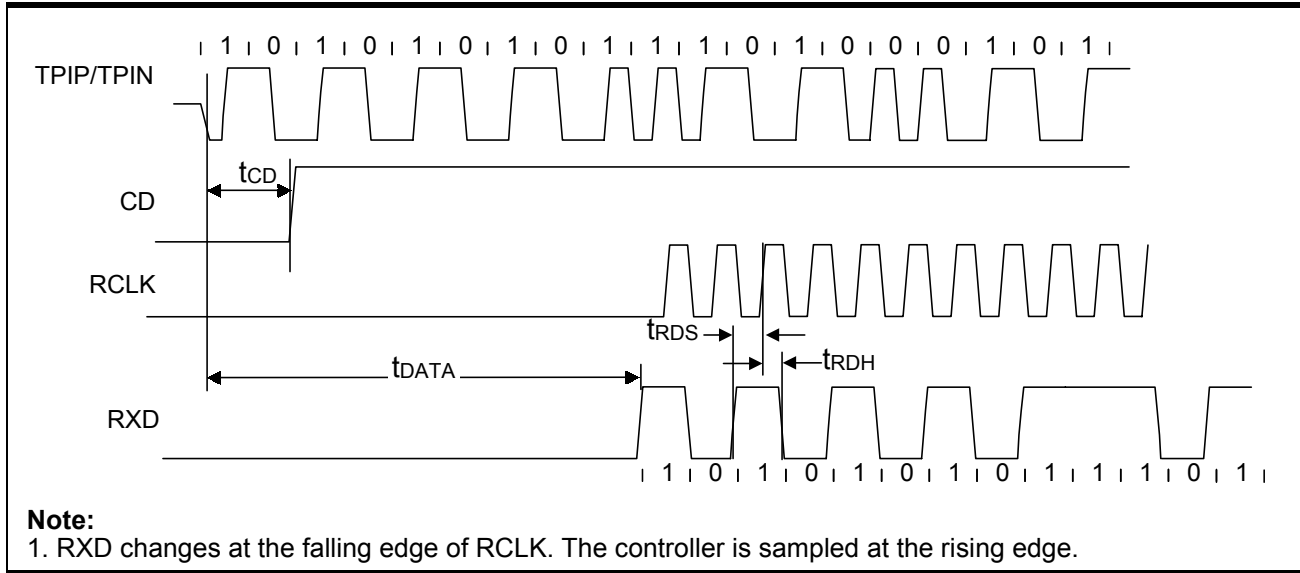 1 0 1 0 1 0 1 0 1 1 1 0 1 0 0 0 1 0 1
TPIP/TPIN
tCD
CD
RCLK
tRDS
tRDH
tDATA
RXD
1 0 1 0 1 0 1 0 1 1 1 0 1
Note:
1. RXD changes at the falling edge of RCLK. The controller is sampled at the rising edge.